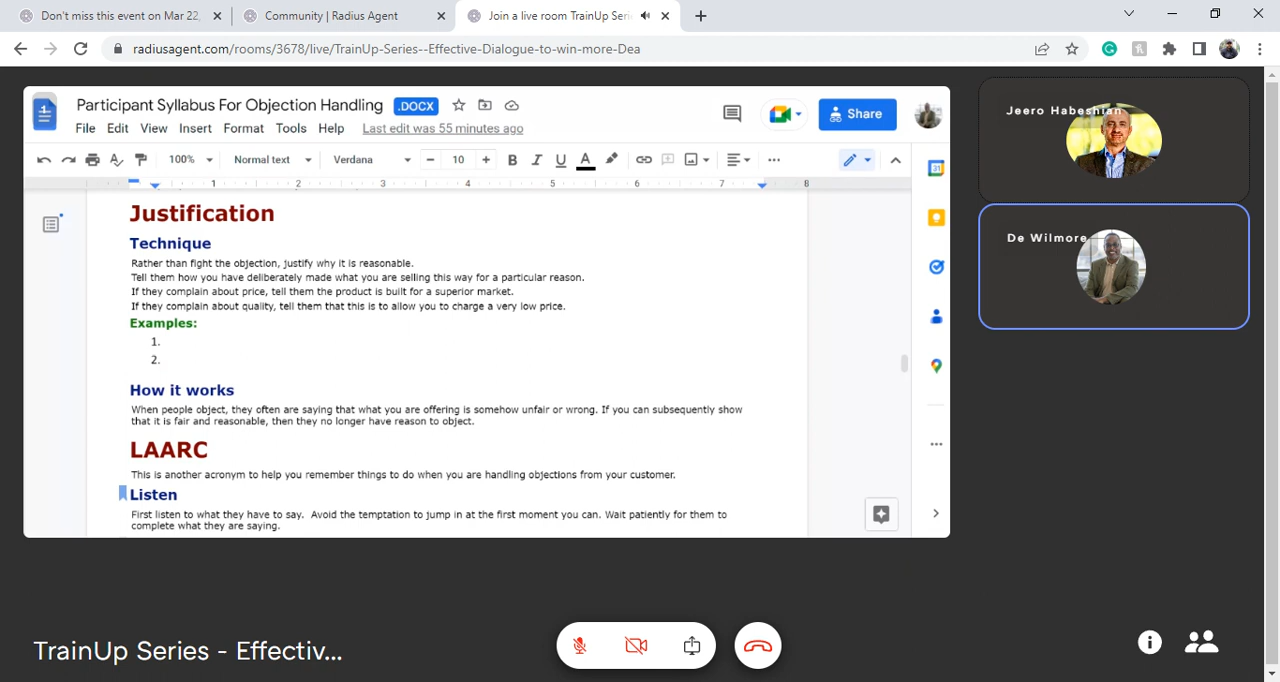 Don't miss this event on Mar 22,
Community | Radius Agent
Join a live room TrainUp Seri
radiusagent.com/rooms/3678/live/TrainUp-Series--Effective-Dialogue-to-win-more-Dea
Participant Syllabus For Objection Handling .DOCX
File Edit View Insert Format Tools Help Last edit was 55 minutes ago
Share
100% Normal text Verdana 10 B I U A
1 2 3 4 5 6 7 8
Justification
Technique
Rather than fight the objection, justify why it is reasonable.
Tell them how you have deliberately made what you are selling this way for a particular reason.
If they complain about price, tell them the product is built for a superior market.
If they complain about quality, tell them that this is to allow you to charge a very low price.
Examples:
1.
2.
How it works
When people object, they often are saying that what you are offering is somehow unfair or wrong. If you can subsequently show
that it is fair and reasonable, then they no longer have reason to object.
LAARC
This is another acronym to help you remember things to do when you are handling objections from your customer.
Listen
First listen to what they have to say. Avoid the temptation to jump in at the first moment you can. Wait patiently for them to
complete what they are saying.
Jeero Habeshian
De Wilmore
31
TrainUp Series - Effectiv...